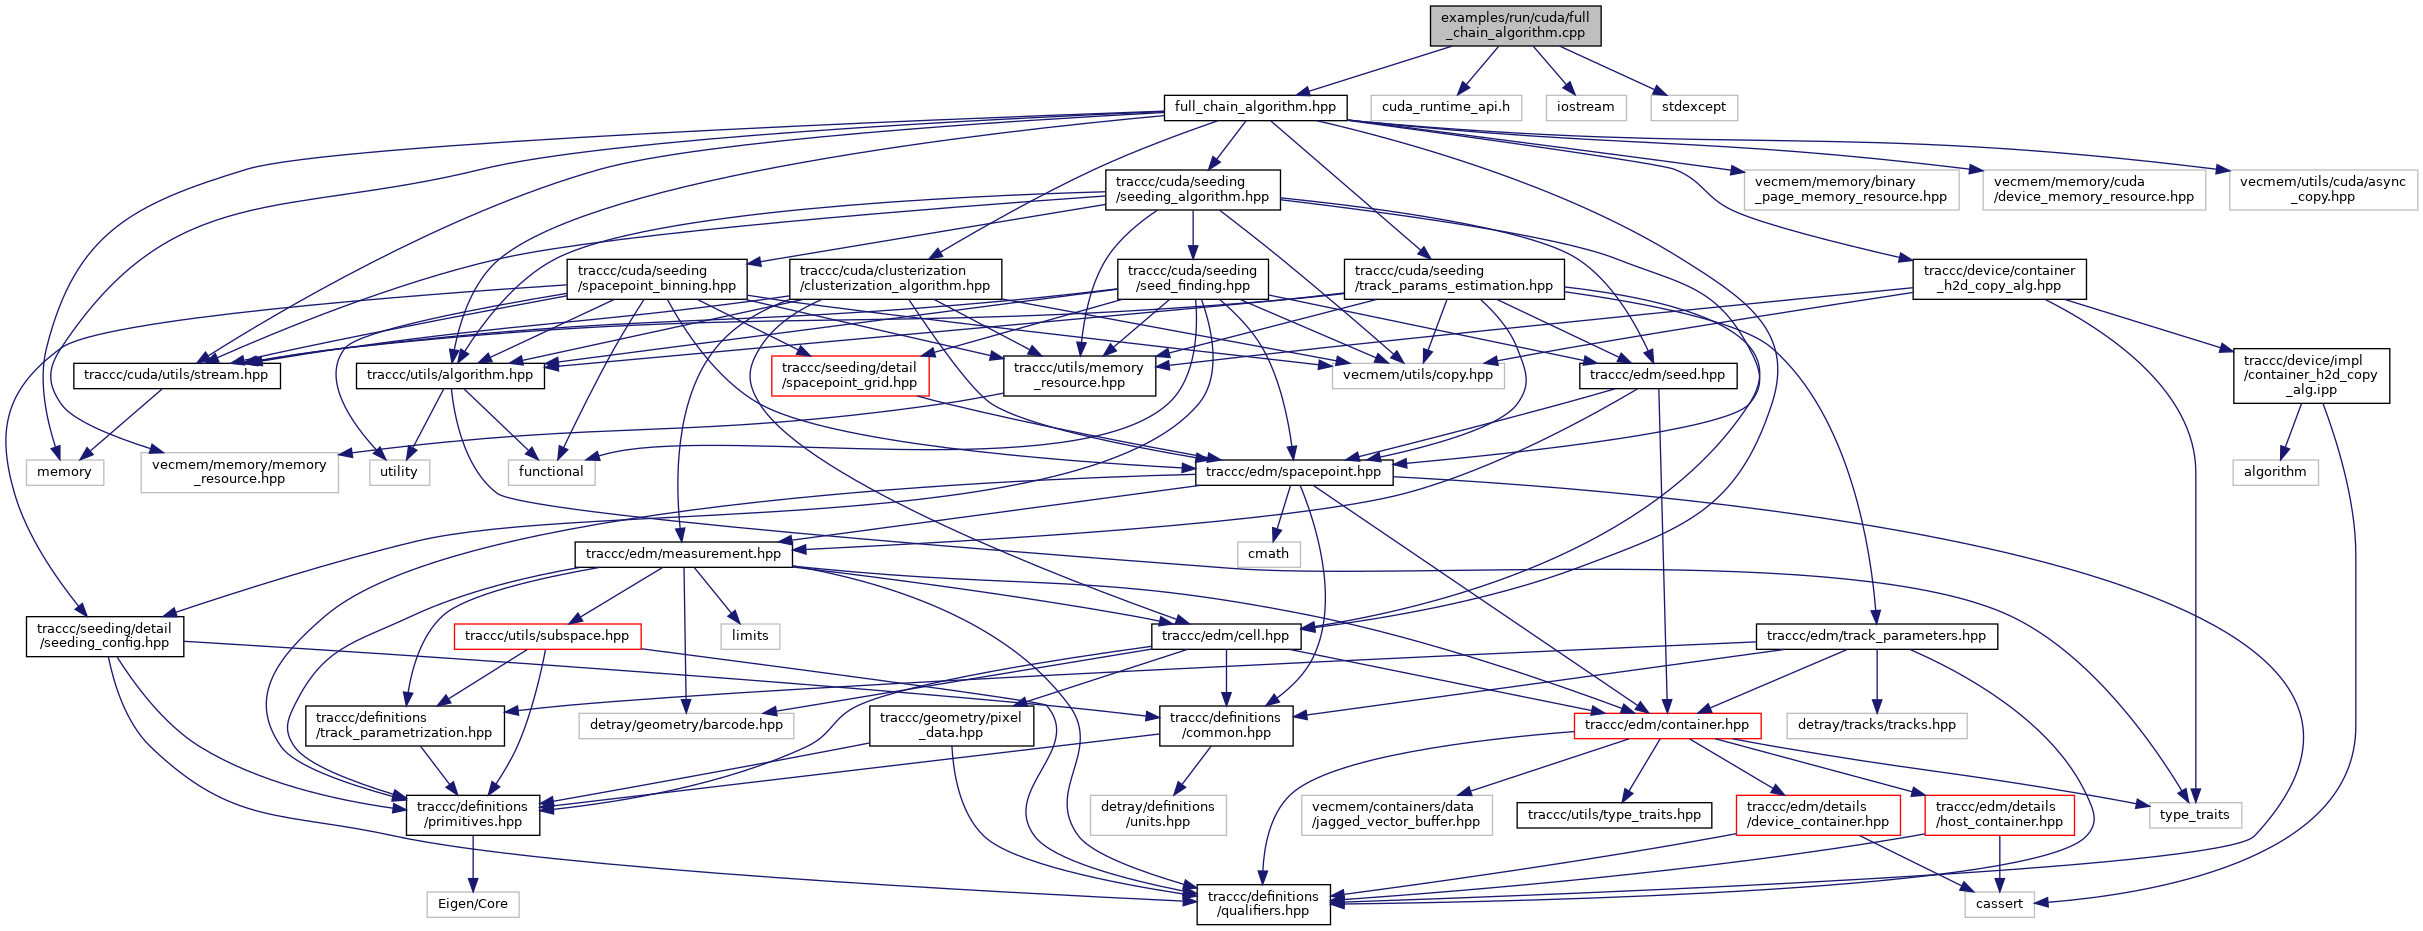 examples/run/cuda/full
_chain_algorithm.cpp
full_chain_algorithm.hpp
cuda_runtime_api.h
iostream
stdexcept
traccc/cuda/seeding
/seeding_algorithm.hpp
vecmem/memory/binary
_page_memory_resource.hpp
vecmem/memory/cuda
/device_memory_resource.hpp
vecmem/utils/cuda/async
_copy.hpp
traccc/cuda/seeding
/spacepoint_binning.hpp
traccc/cuda/clusterization
/clusterization_algorithm.hpp
traccc/cuda/seeding
/seed_finding.hpp
traccc/cuda/seeding
/track_params_estimation.hpp
traccc/device/container
_h2d_copy_alg.hpp
traccc/cuda/utils/stream.hpp
traccc/utils/algorithm.hpp
traccc/seeding/detail
/spacepoint_grid.hpp
traccc/utils/memory
_resource.hpp
vecmem/utils/copy.hpp
traccc/edm/seed.hpp
traccc/device/impl
/container_h2d_copy
_alg.ipp
memory
vecmem/memory/memory
_resource.hpp
utility
functional
traccc/edm/spacepoint.hpp
algorithm
traccc/edm/measurement.hpp
cmath
traccc/seeding/detail
/seeding_config.hpp
traccc/utils/subspace.hpp
limits
traccc/edm/cell.hpp
traccc/edm/track_parameters.hpp
traccc/definitions
/track_parametrization.hpp
detray/geometry/barcode.hpp
traccc/geometry/pixel
_data.hpp
traccc/definitions
/common.hpp
traccc/edm/container.hpp
detray/tracks/tracks.hpp
traccc/definitions
/primitives.hpp
detray/definitions
/units.hpp
vecmem/containers/data
/jagged_vector_buffer.hpp
traccc/utils/type_traits.hpp
traccc/edm/details
/device_container.hpp
traccc/edm/details
/host_container.hpp
type_traits
Eigen/Core
traccc/definitions
/qualifiers.hpp
cassert